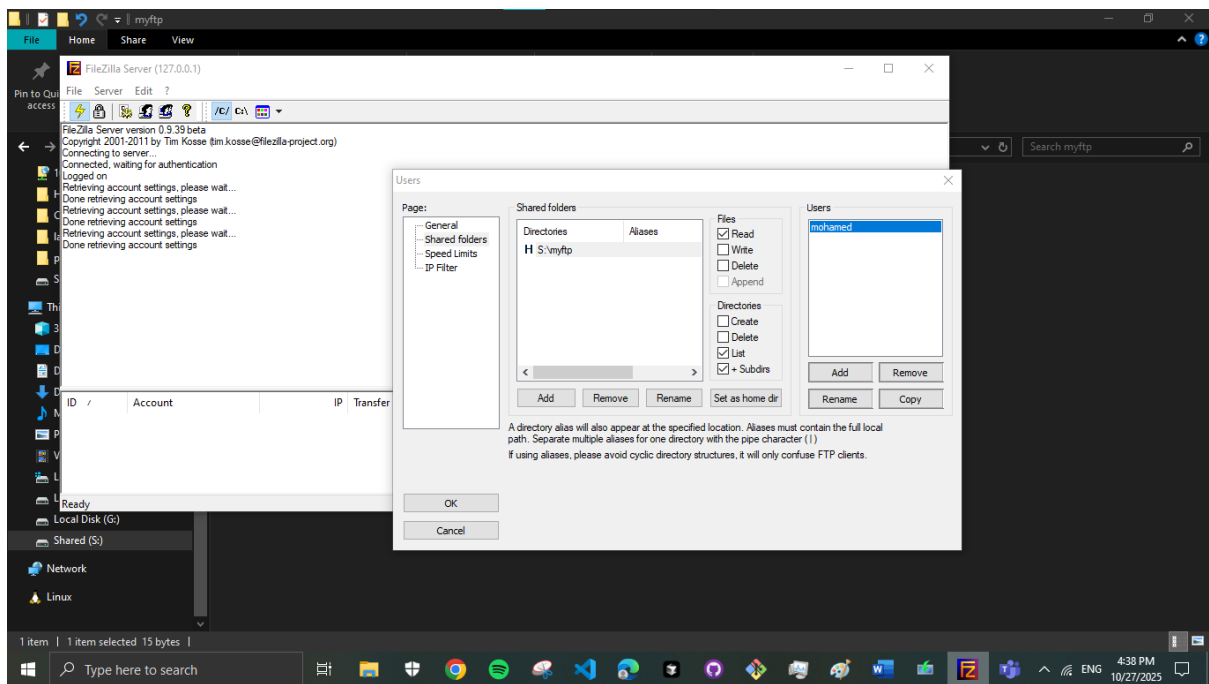 myftp
File Home Share View
Pin to Qui
access
FileZilla Server (127.0.0.1)
File Server Edit ?
/C/ C:\
FileZilla Server version 0.9.39 beta
Copyright 2001-2011 by Tim Kosse (tim.kosse@filezilla-project.org)
Connecting to server...
Connected, waiting for authentication
Logged on
Retrieving account settings, please wait...
Done retrieving account settings
Retrieving account settings, please wait...
Done retrieving account settings
Retrieving account settings, please wait...
Done retrieving account settings
ID / Account IP Transfer
Ready
Search myftp
Users
Page:
General
Shared folders
Speed Limits
IP Filter
Shared folders
Directories Aliases
H S:\myftp
Files
Read
Write
Delete
Append
Directories
Create
Delete
List
+ Subdirs
Add Remove Rename Set as home dir
Users
mohamed
Add Remove
Rename Copy
A directory alias will also appear at the specified location. Aliases must contain the full local
path. Separate multiple aliases for one directory with the pipe character (|)
If using aliases, please avoid cyclic directory structures, it will only confuse FTP clients.
OK
Cancel
Thi
Local Disk (G:)
Shared (S:)
Network
Linux
1 item | 1 item selected 15 bytes |
Type here to search
ENG
4:38 PM
10/27/2025